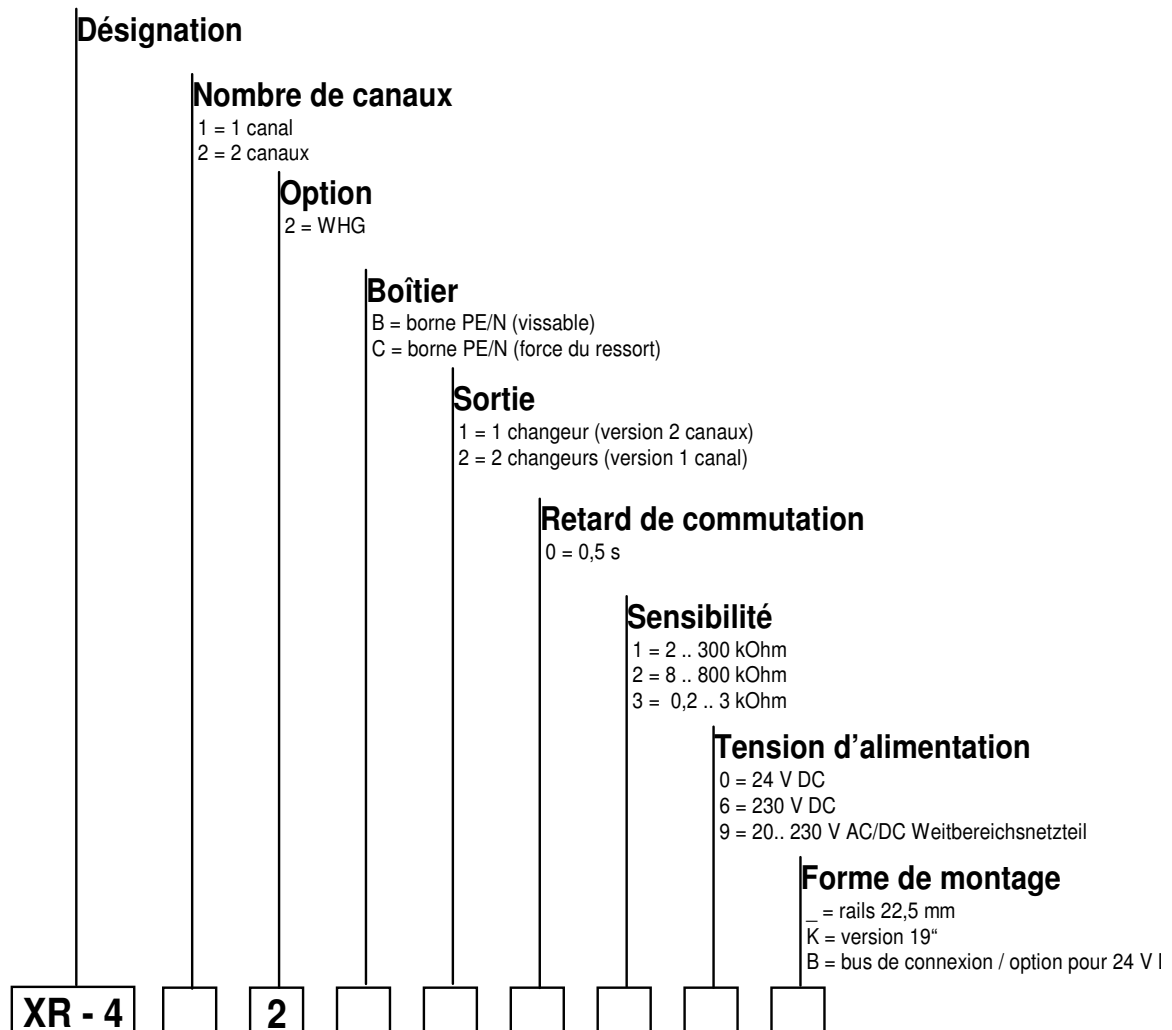 Désignation
Nombre de canaux
1 = 1 canal
2 = 2 canaux
Option
2 = WHG
Boîtier
B = borne PE/N (vissable)
C = borne PE/N (force du ressort)
Sortie
1 = 1 changeur (version 2 canaux)
2 = 2 changeurs (version 1 canal)
Retard de commutation
0 = 0,5 s
Sensibilité
1 = 2 .. 300 kOhm
2 = 8 .. 800 kOhm
3 =  0,2 .. 3 kOhm
Tension d’alimentation
0 = 24 V DC
6 = 230 V DC
9 = 20.. 230 V AC/DC Weitbereichsnetzteil
Forme de montage
_ = rails 22,5 mm
K = version 19“
B = bus de connexion / option pour 24 V
XR - 4 2